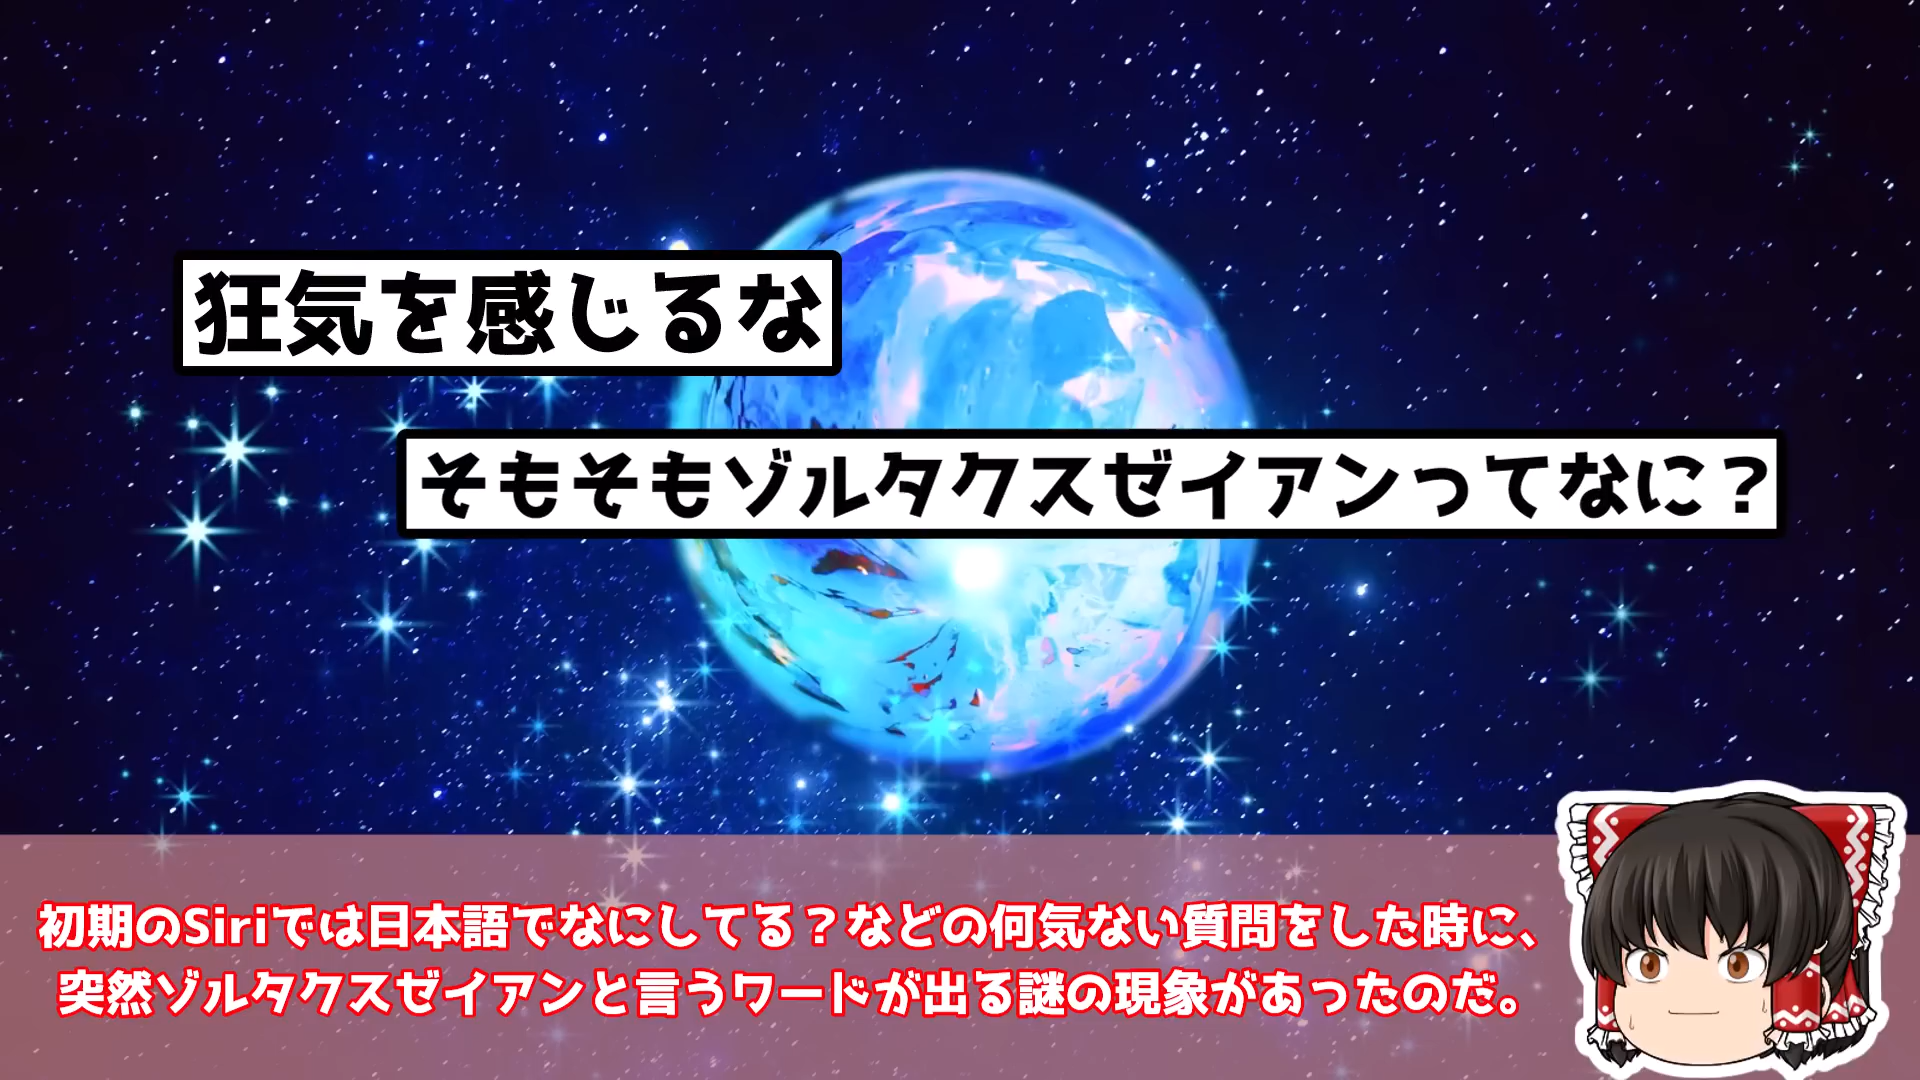 狂気を感じるな
そもそもゾルタクスゼイアンってなに？
初期のSiriでは日本語でなにしてる？などの何気ない質問をした時に、
突然ゾルタクスゼイアンと言うワードが出る謎の現象があったのだ。